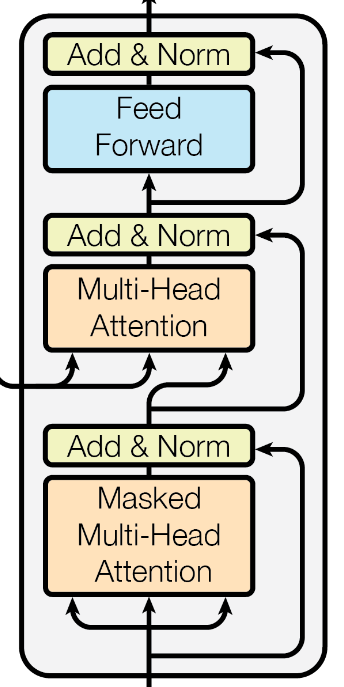 Add & Norm
Feed
Forward
Add & Norm
Multi-Head
Attention
Add & Norm
Masked
Multi-Head
Attention